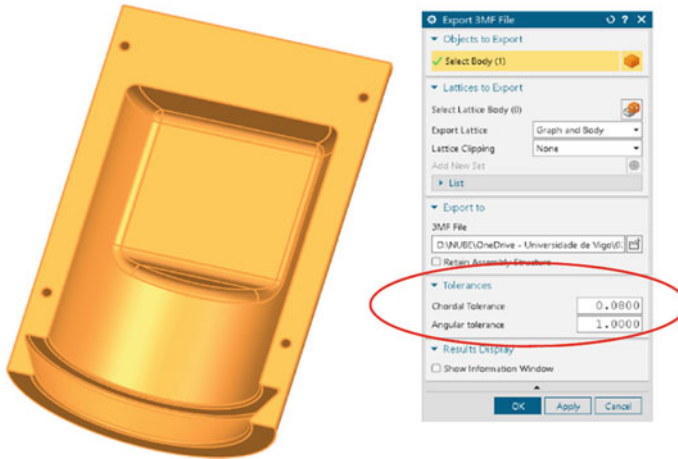 Export 3MF File
Objects to Export
Select Body (1)
Lattices to Export
Select Lattice Body (0)
Export Lattice Graph and Body
Lattice Clipping None
Add New Set
List
Export to
3MF File
D:\NUBE\OneDrive - Universidade de Vigo\0
Retain Assembly Structure
Tolerances
Chordal Tolerance 0.0800
Angular tolerance 1.0000
Results Display
Show Information Window
OK Apply Cancel